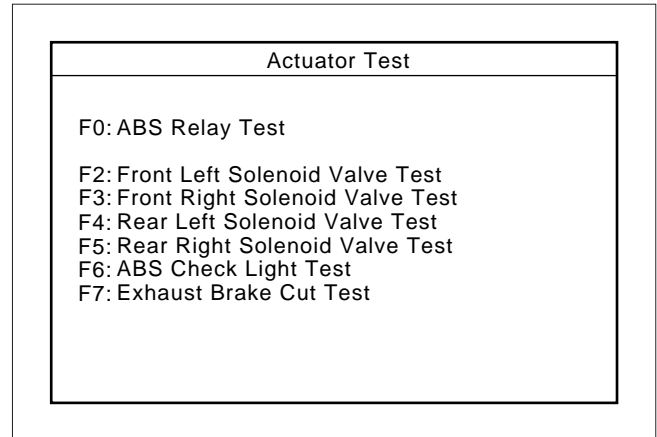 Actuator Test
F0: ABS Relay Test
F2: Front Left Solenoid Valve Test
F3: Front Right Solenoid Valve Test
F4: Rear Left Solenoid Valve Test
F5: Rear Right Solenoid Valve Test
F6: ABS Check Light Test
F7: Exhaust Brake Cut Test